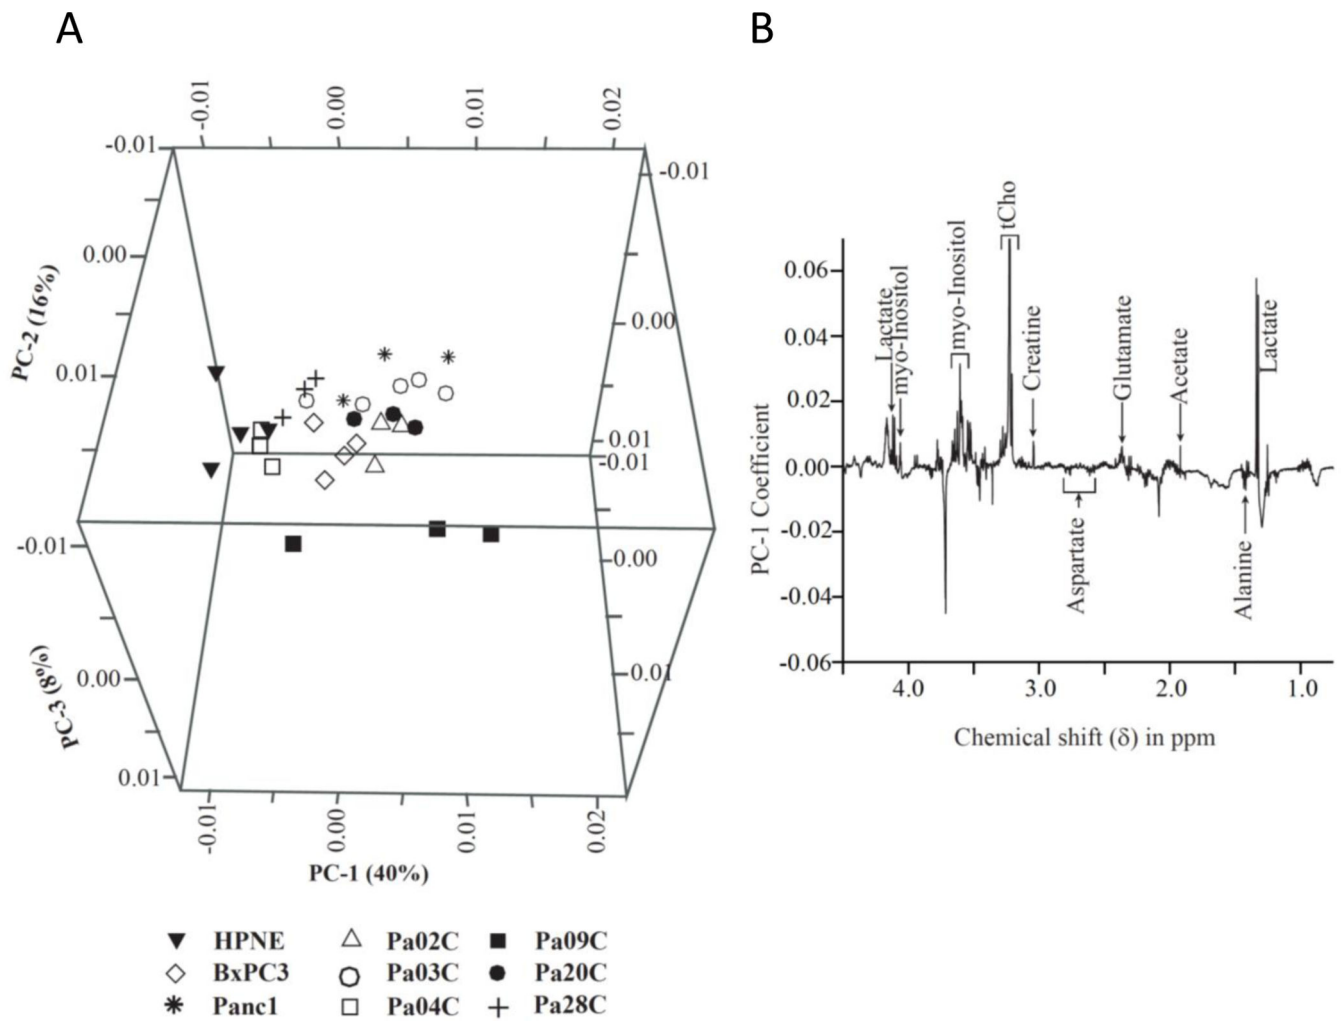 A
B
-0.01
0.00
0.01
0.02
-0.01
0.00
0.01
PC-2 (16%)
-0.01
0.00
0.01
-0.01
0.00
0.01
-0.01
0.00
0.01
PC-3 (8%)
-0.01
0.00
0.01
0.02
PC-1 (40%)
HPNE
Pa02C
Pa09C
BxPC3
Pa03C
Pa20C
Panc1
Pa04C
Pa28C
PC-1 Coefficient
0.06
0.04
0.02
0.00
-0.02
-0.04
-0.06
Lactate
myo-Inositol
myo-Inositol
tCho
Creatine
Glutamate
Acetate
Lactate
Aspartate
Alanine
4.0
3.0
2.0
1.0
Chemical shift (δ) in ppm